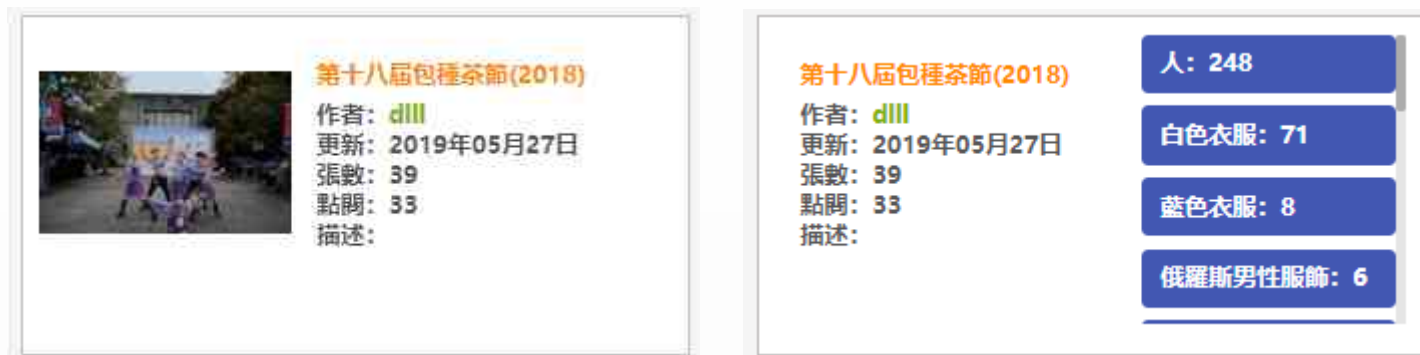 第十八屆包種茶節(2018)
作者：dlll
更新：2019年05月27日
張數：39
點閱：33
描述：
第十八屆包種茶節(2018)
作者：dlll
更新：2019年05月27日
張數：39
點閱：33
描述：
人：248
白色衣服：71
藍色衣服：8
俄羅斯男性服飾：6